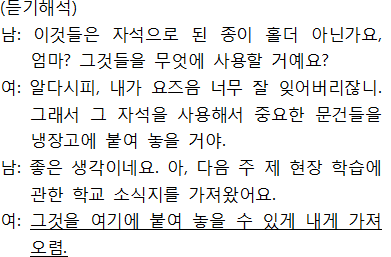 (듣기해석)
남: 이것들은 자석으로 된 종이 홀더 아닌가요,
엄마? 그것들을 무엇에 사용할 거예요?
여: 알다시피, 내가 요즈음 너무 잘 잊어버리잖니.
그래서 그 자석을 사용해서 중요한 문건들을
냉장고에 붙여 놓을 거야.
남: 좋은 생각이네요. 아, 다음 주 제 현장 학습에
관한 학교 소식지를 가져왔어요.
여: 그것을 여기에 붙여 놓을 수 있게 내게 가져
오렴.